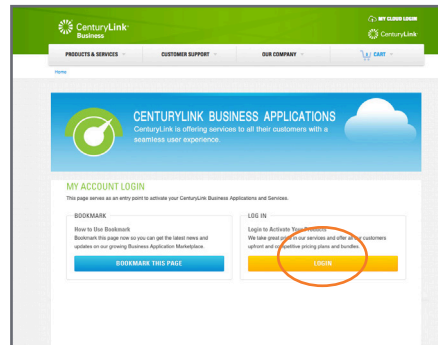 CenturyLink™
Business
MY CLOUD LOGIN
CenturyLink™
PRODUCTS & SERVICES
CUSTOMER SUPPORT
OUR COMPANY
CART
Home
CENTURYLINK BUSINESS APPLICATIONS
CenturyLink is offering services to all their customers with a
seamless user experience.
MY ACCOUNT LOGIN
This page serves as an entry point to activate your CenturyLink Business Applications and Services.
BOOKMARK
How to Use Bookmark
Bookmark this page now so you can get the latest news and
updates on our growing Business Application Marketplace.
BOOKMARK THIS PAGE
LOG IN
Login to Activate Your Products
We take great pride in our services and offer all our customers
upfront and competitive pricing plans and bundles.
LOGIN